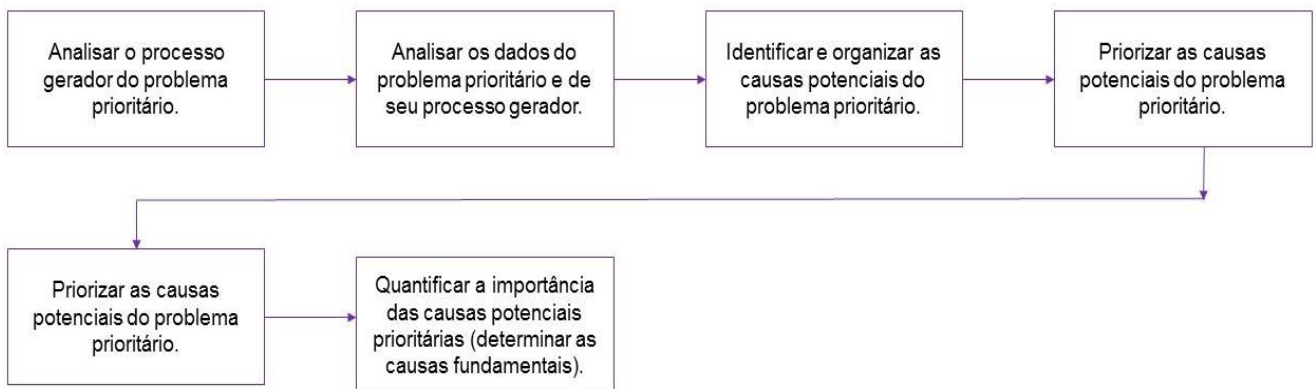 Analisar o processo
gerador do problema
prioritário.
Analisar os dados do
problema prioritário e de
seu processo gerador.
Identificar e organizar as
causas potenciais do
problema prioritário.
Priorizar as causas
potenciais do problema
prioritário.
Priorizar as causas
potenciais do problema
prioritário.
Quantificar a importância
das causas potenciais
prioritárias (determinar as
causas fundamentais).